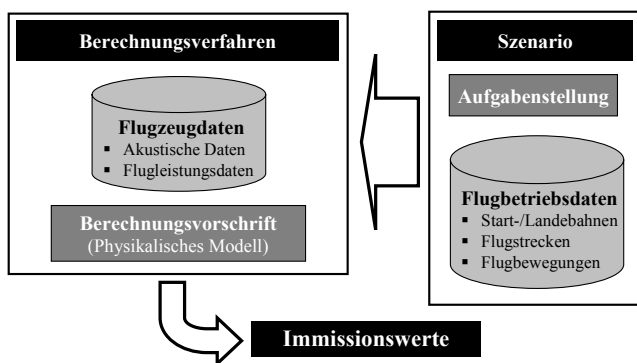 Berechnungsverfahren
Flugzeugdaten
▪ Akustische Daten
▪ Flugleistungsdaten
Berechnungsvorschrift
(Physikalisches Modell)
Szenario
Aufgabenstellung
Flugbetriebsdaten
▪ Start-/Landebahnen
▪ Flugstrecken
▪ Flugbewegungen
Immissionswerte